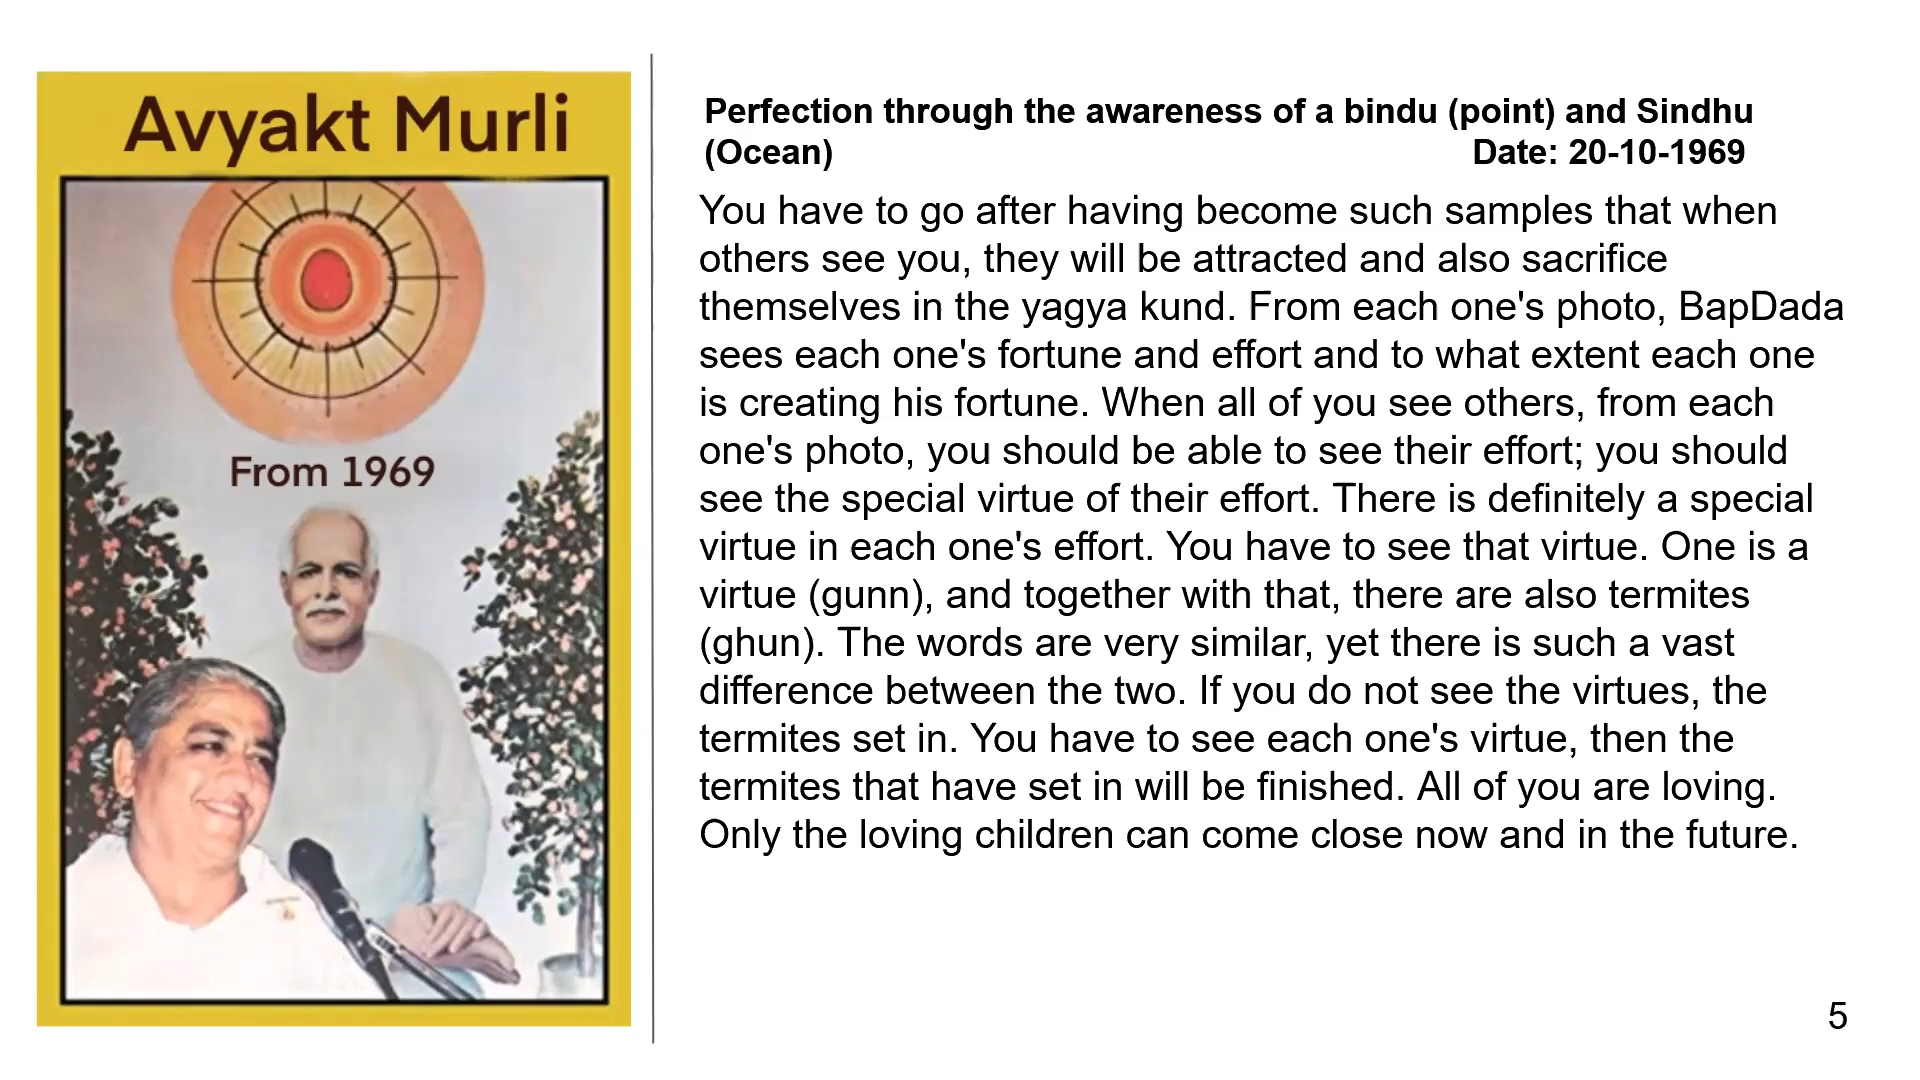 Avyakt Murli
From 1969
Perfection through the awareness of a bindu (point) and Sindhu
(Ocean) Date: 20-10-1969
You have to go after having become such samples that when
others see you, they will be attracted and also sacrifice
themselves in the yagya kund. From each one's photo, BapDada
sees each one's fortune and effort and to what extent each one
is creating his fortune. When all of you see others, from each
one's photo, you should be able to see their effort; you should
see the special virtue of their effort. There is definitely a special
virtue in each one's effort. You have to see that virtue. One is a
virtue (gunn), and together with that, there are also termites
(ghun). The words are very similar, yet there is such a vast
difference between the two. If you do not see the virtues, the
termites set in. You have to see each one's virtue, then the
termites that have set in will be finished. All of you are loving.
Only the loving children can come close now and in the future.
5